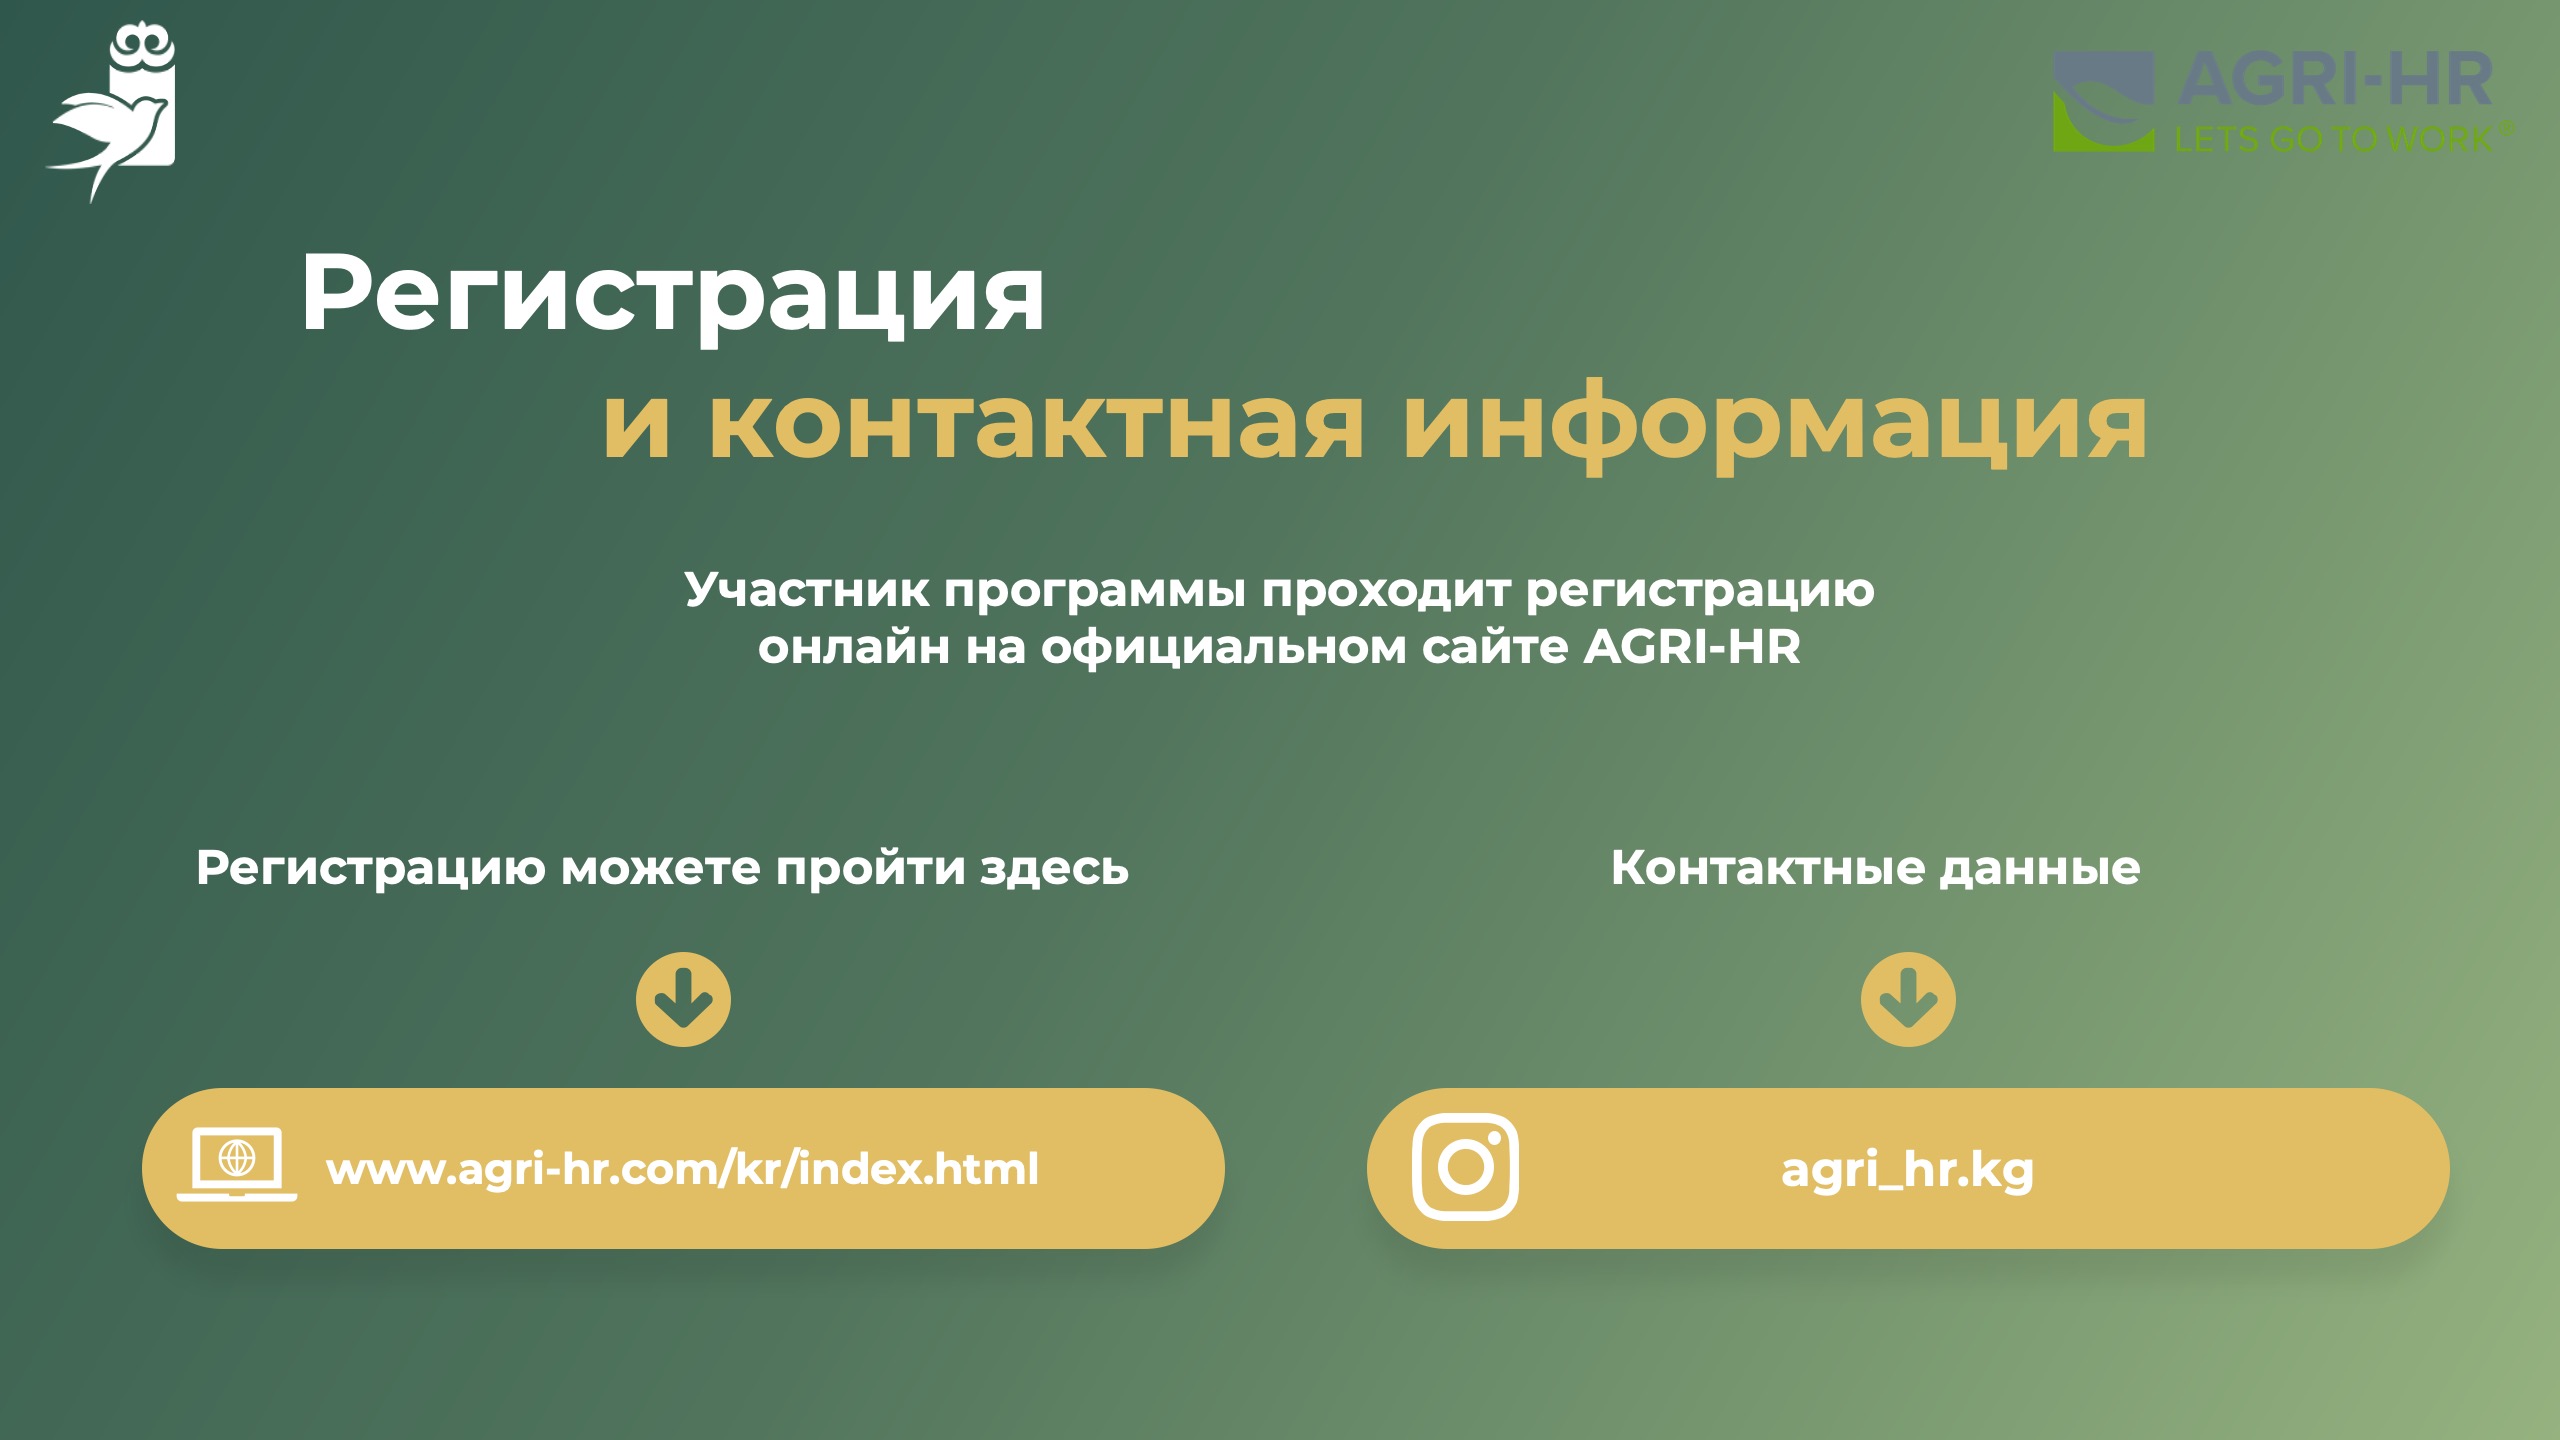 AGRI-HR
LETS GO TO WORK®
Регистрация
и контактная информация
Участник программы проходит регистрацию
онлайн на официальном сайте AGRI-HR
Регистрацию можете пройти здесь
www.agri-hr.com/kr/index.html
Контактные данные
agri_hr.kg